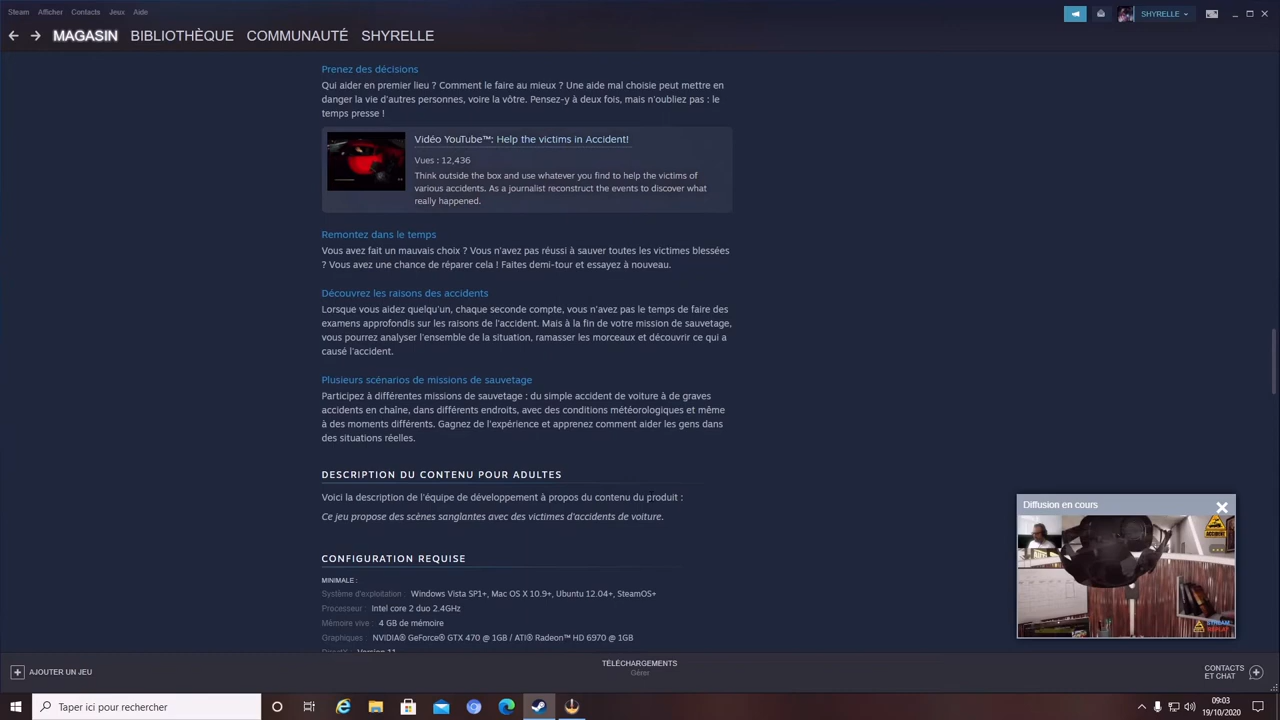 Steam Afficher Contacts Jeux Aide
SHYRELLE
MAGASIN BIBLIOTHÈQUE COMMUNAUTÉ SHYRELLE
Prenez des décisions
Qui aider en premier lieu ? Comment le faire au mieux ? Une aide mal choisie peut mettre en
danger la vie d'autres personnes, voire la vôtre. Pensez-y à deux fois, mais n'oubliez pas : le
temps presse !
Vidéo YouTube™: Help the victims in Accident!
Vues : 12,436
Think outside the box and use whatever you find to help the victims of
various accidents. As a journalist reconstruct the events to discover what
really happened.
Remontez dans le temps
Vous avez fait un mauvais choix ? Vous n'avez pas réussi à sauver toutes les victimes blessées
? Vous avez une chance de réparer cela ! Faites demi-tour et essayez à nouveau.
Découvrez les raisons des accidents
Lorsque vous aidez quelqu'un, chaque seconde compte, vous n'avez pas le temps de faire des
examens approfondis sur les raisons de l'accident. Mais à la fin de votre mission de sauvetage,
vous pourrez analyser l'ensemble de la situation, ramasser les morceaux et découvrir ce qui a
causé l'accident.
Plusieurs scénarios de missions de sauvetage
Participez à différentes missions de sauvetage : du simple accident de voiture à de graves
accidents en chaîne, dans différents endroits, avec des conditions météorologiques et même
à des moments différents. Gagnez de l'expérience et apprenez comment aider les gens dans
des situations réelles.
DESCRIPTION DU CONTENU POUR ADULTES
Voici la description de l'équipe de développement à propos du contenu du produit :
Ce jeu propose des scènes sanglantes avec des victimes d'accidents de voiture.
Diffusion en cours
ACCIDENT
STREAM
REPLAY
CONFIGURATION REQUISE
MINIMALE :
Système d'exploitation : Windows Vista SP1+, Mac OS X 10.9+, Ubuntu 12.04+, SteamOS+
Processeur : Intel core 2 duo 2.4GHz
Mémoire vive : 4 GB de mémoire
Graphiques : NVIDIA® GeForce® GTX 470 @ 1GB / ATI® Radeon™ HD 6970 @ 1GB
DirectX : Version 11
AJOUTER UN JEU
TÉLÉCHARGEMENTS
Gérer
CONTACTS
ET CHAT
Taper ici pour rechercher
09:03
19/10/2020